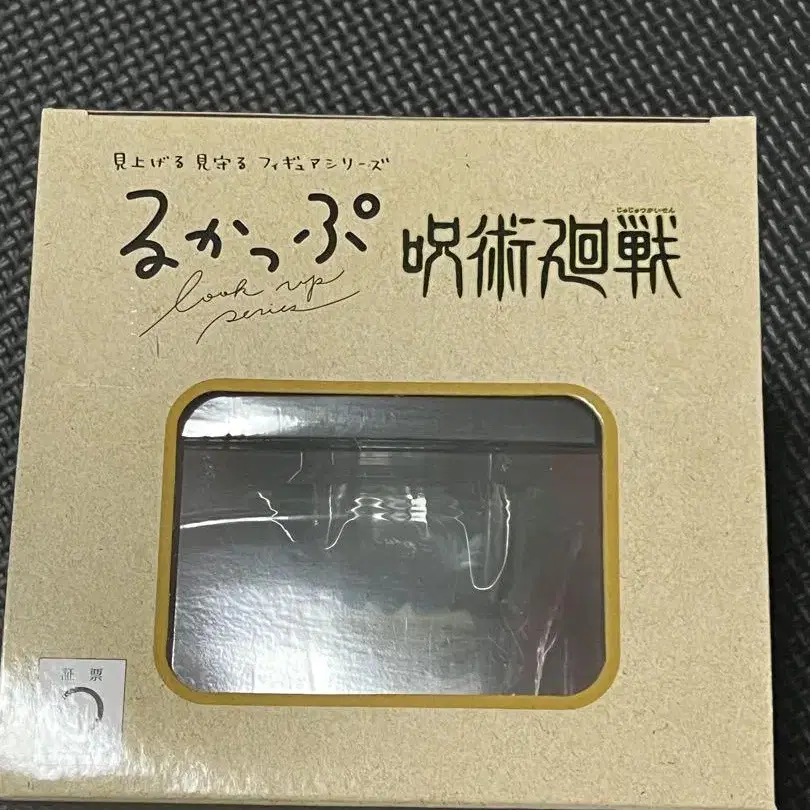 見上げる 見守る フィギュアシリーズ
るかっぷ
look up
series
じゅじゅつかいせん
呪術廻戦
証票